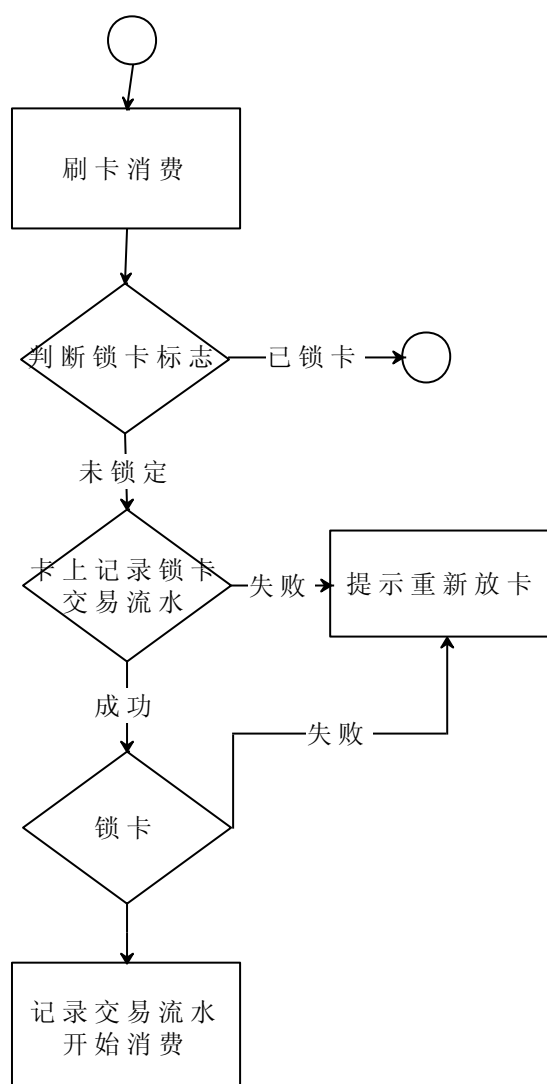 刷卡消费
判断锁卡标志
已锁卡
未锁定
卡上记录锁卡
交易流水
失败
提示重新放卡
成功
失败
锁卡
记录交易流水
开始消费